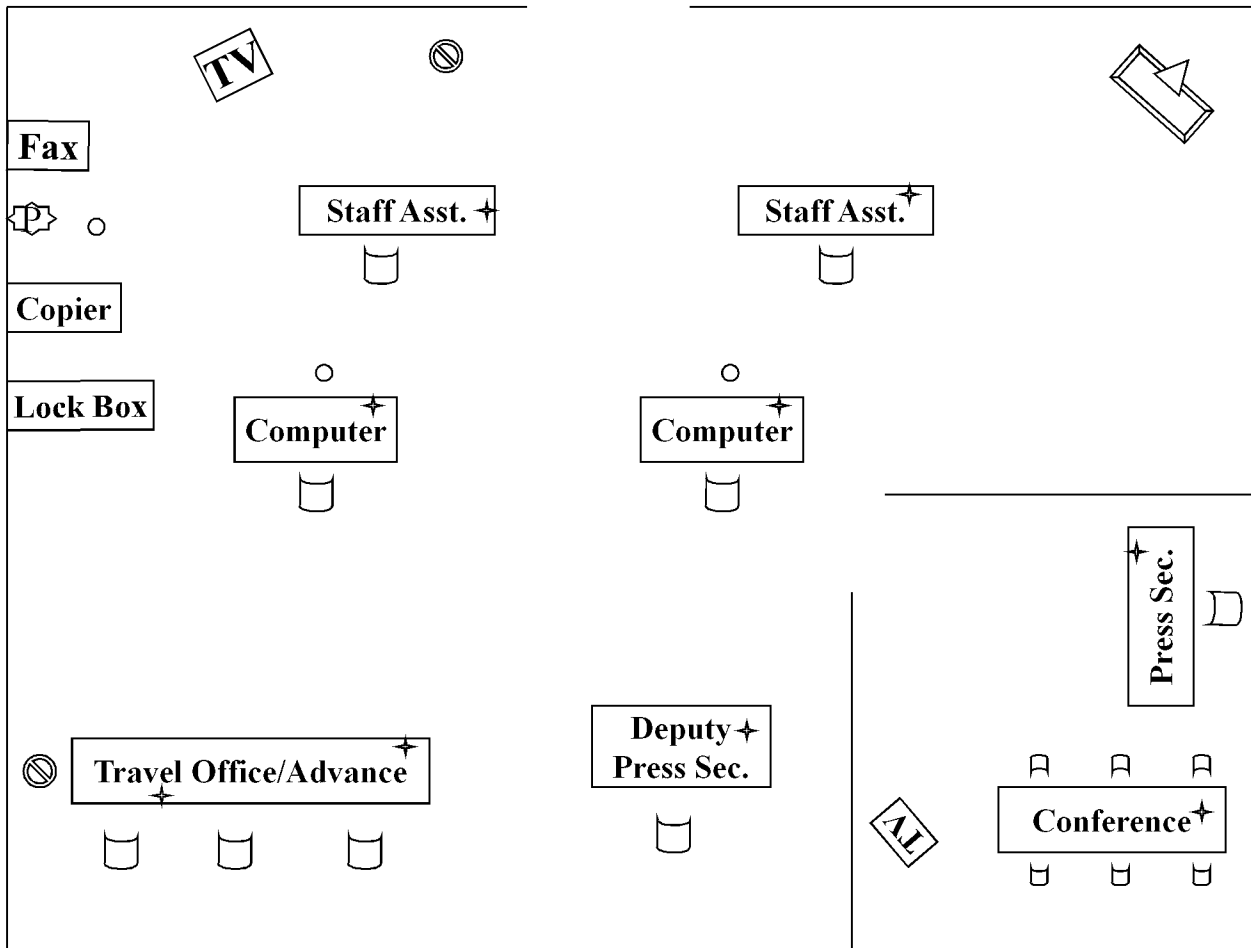 TV
Fax
P
Staff Asst.
Staff Asst.
Copier
Lock Box
Computer
Computer
Press Sec.
Deputy
Press Sec.
Travel Office/Advance
TV
Conference